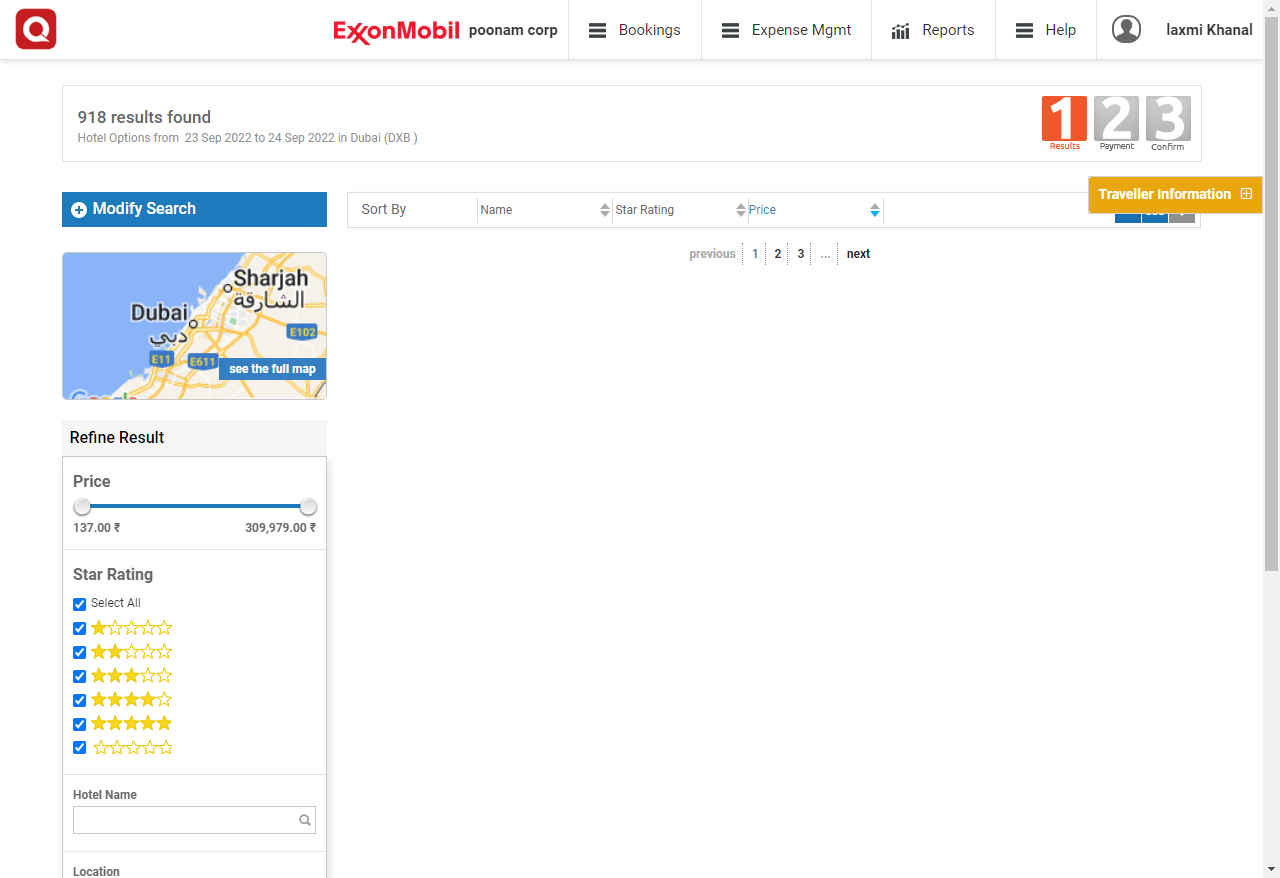 ExxonMobil poonam corp Bookings Expense Mgmt Reports Help laxmi Khanal
918 results found
Hotel Options from 23 Sep 2022 to 24 Sep 2022 in Dubai (DXB )
1 2 3
Results Payment Confirm
Modify Search
Sort By Name Star Rating Price
Traveller Information
previous 1 2 3 ... next
Sharjah
الشارقة
Dubai
دبي
E102
E11 E611
see the full map
Google
Refine Result
Price
137.00 ₹ 309,979.00 ₹
Star Rating
Select All
Hotel Name
Location